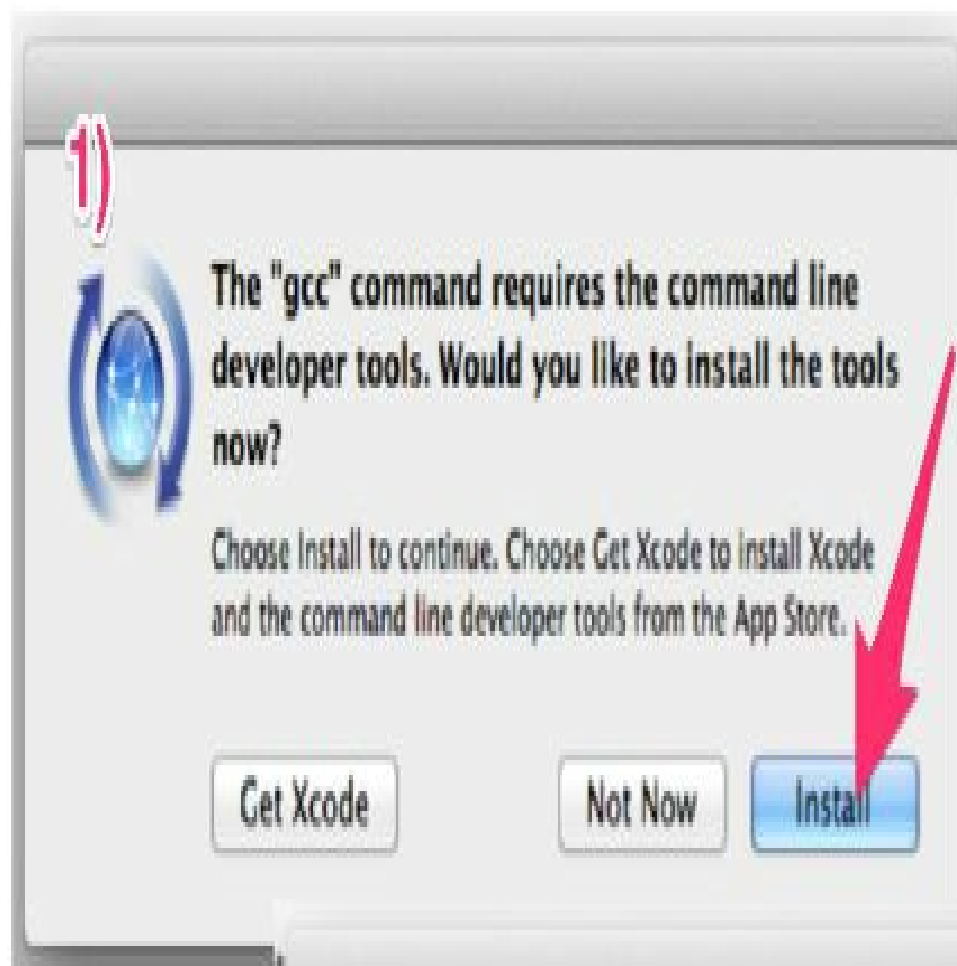 1)
The "gcc" command requires the command line
developer tools. Would you like to install the tools
now?
Choose Install to continue. Choose Get Xcode to install Xcode
and the command line developer tools from the App Store.
Get Xcode Not Now Install